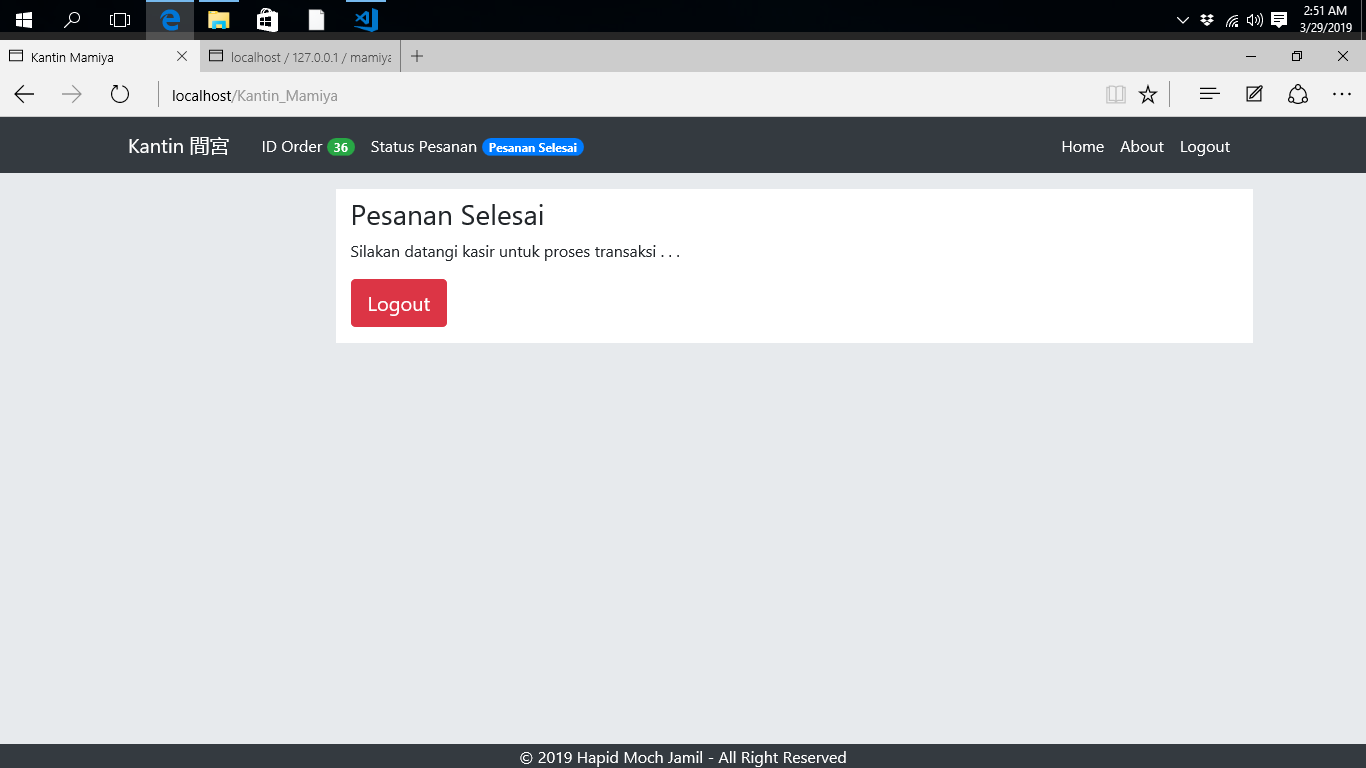 2:51 AM
3/29/2019
Kantin Mamiya
localhost / 127.0.0.1 / mamiya
localhost/Kantin_Mamiya
Kantin 間宮 ID Order 36 Status Pesanan Pesanan Selesai Home About Logout
Pesanan Selesai
Silakan datangi kasir untuk proses transaksi . . .
Logout
© 2019 Hapid Moch Jamil - All Right Reserved